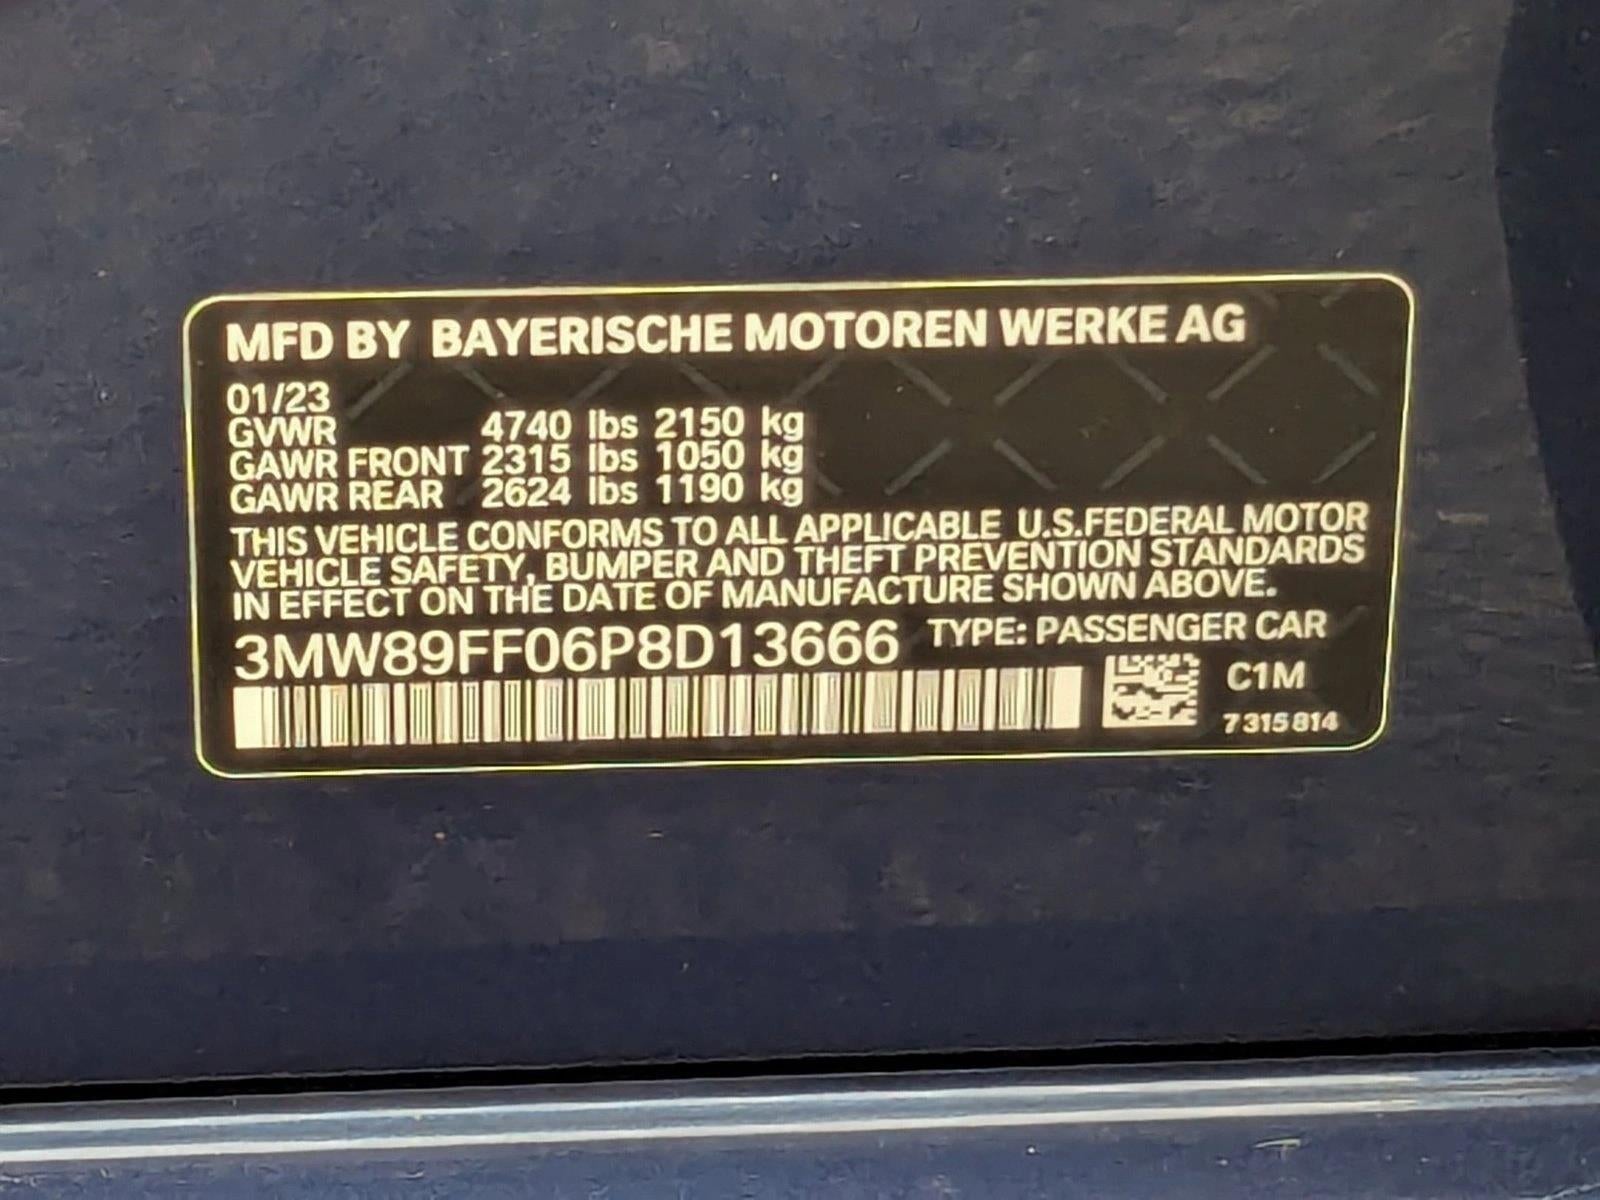 MFD BY BAYERISCHE MOTOREN WERKE AG
01/23
GVWR 4740 lbs 2150 kg
GAWR FRONT 2315 lbs 1050 kg
GAWR REAR 2624 lbs 1190 kg
THIS VEHICLE CONFORMS TO ALL APPLICABLE U.S.FEDERAL MOTOR
VEHICLE SAFETY, BUMPER AND THEFT PREVENTION STANDARDS
IN EFFECT ON THE DATE OF MANUFACTURE SHOWN ABOVE.
3MW89FF06P8D13666 TYPE: PASSENGER CAR
C1M
7315814